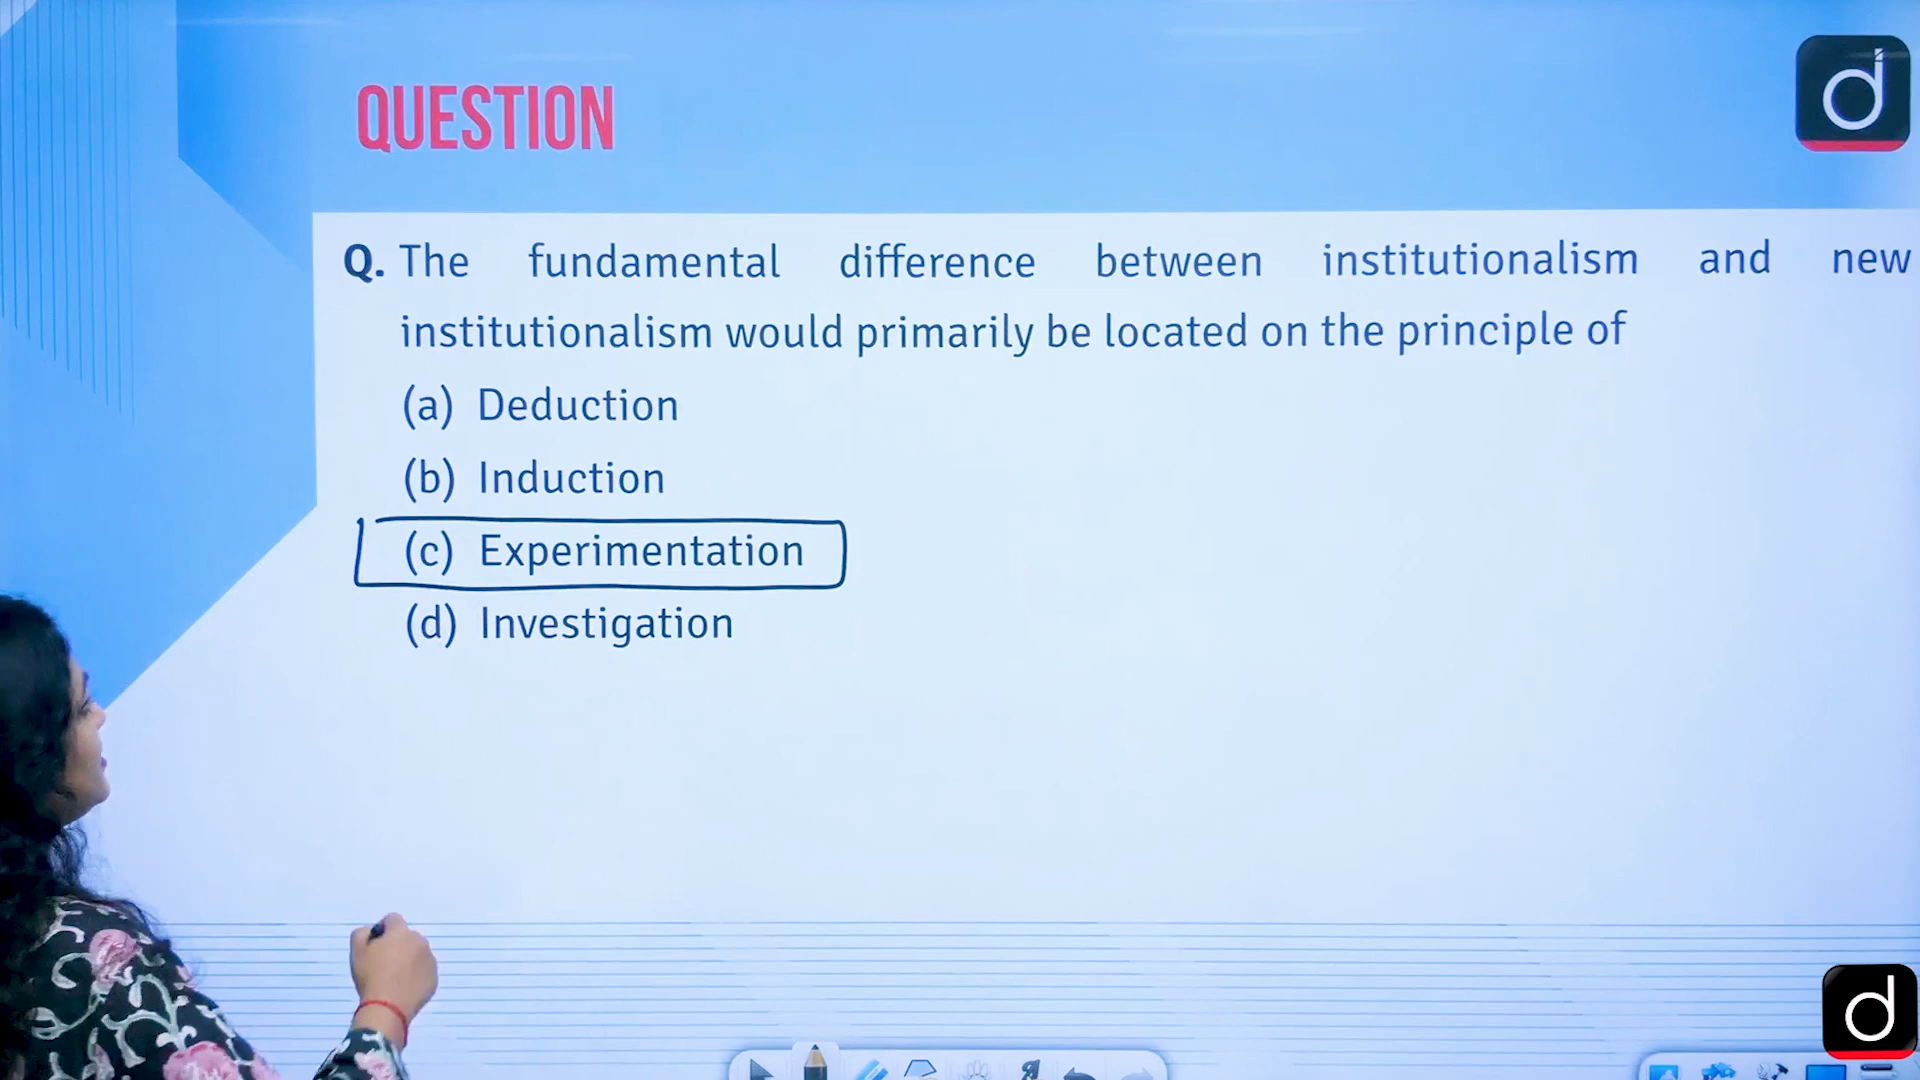 QUESTION
Q. The fundamental difference between institutionalism and new
institutionalism would primarily be located on the principle of
(a) Deduction
(b) Induction
(c) Experimentation
(d) Investigation
d
d